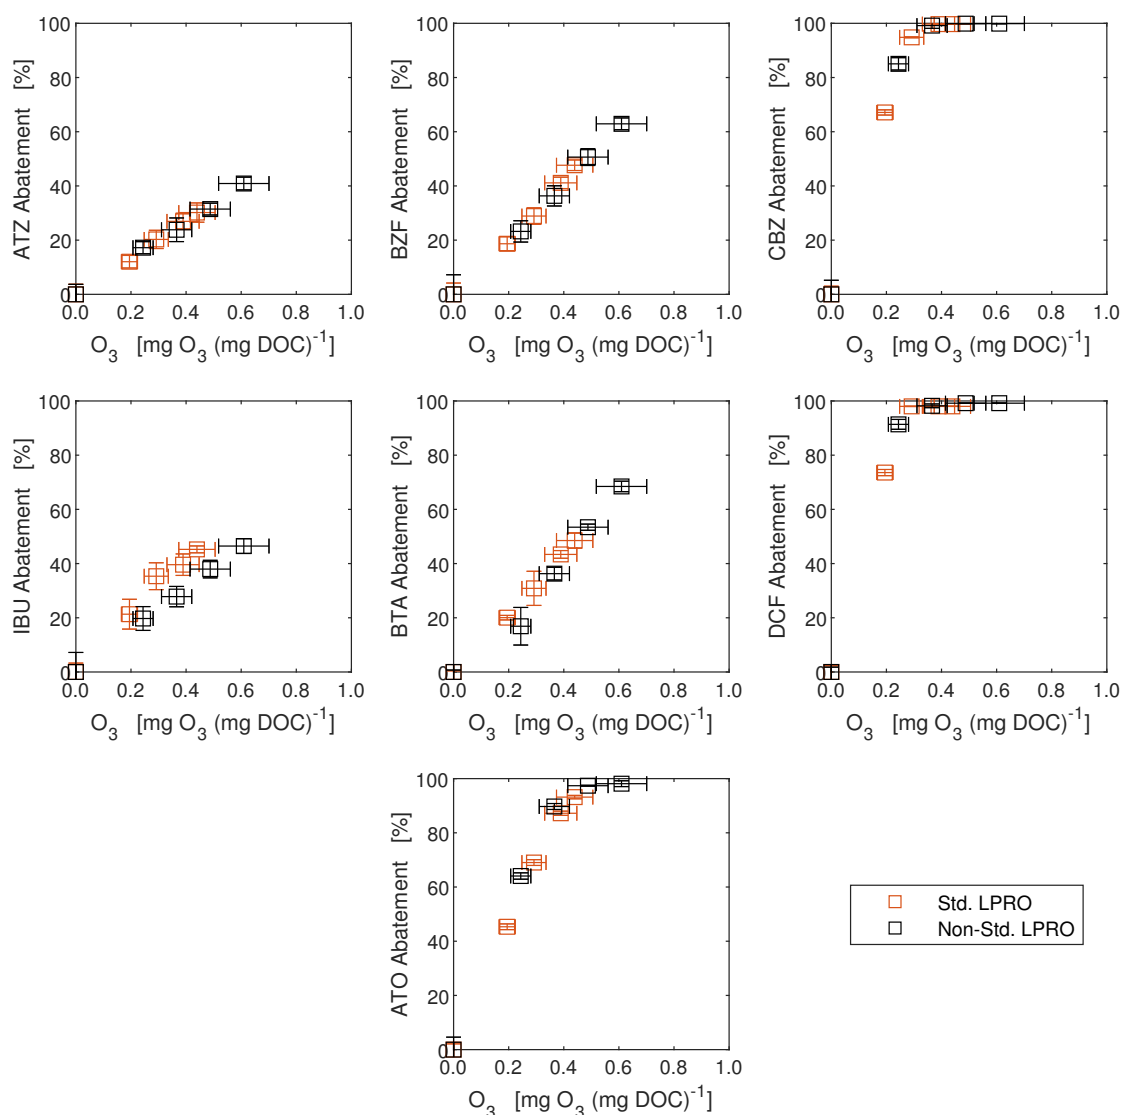 ATZ Abatement [%]
100
80
60
40
20
0
0.0 0.2 0.4 0.6 0.8 1.0
O3 [mg O3 (mg DOC)-1]
BZF Abatement [%]
100
80
60
40
20
0
0.0 0.2 0.4 0.6 0.8 1.0
O3 [mg O3 (mg DOC)-1]
CBZ Abatement [%]
100
80
60
40
20
0
0.0 0.2 0.4 0.6 0.8 1.0
O3 [mg O3 (mg DOC)-1]
IBU Abatement [%]
100
80
60
40
20
0
0.0 0.2 0.4 0.6 0.8 1.0
O3 [mg O3 (mg DOC)-1]
BTA Abatement [%]
100
80
60
40
20
0
0.0 0.2 0.4 0.6 0.8 1.0
O3 [mg O3 (mg DOC)-1]
DCF Abatement [%]
100
80
60
40
20
0
0.0 0.2 0.4 0.6 0.8 1.0
O3 [mg O3 (mg DOC)-1]
ATO Abatement [%]
100
80
60
40
20
0
0.0 0.2 0.4 0.6 0.8 1.0
O3 [mg O3 (mg DOC)-1]
Std. LPRO
Non-Std. LPRO